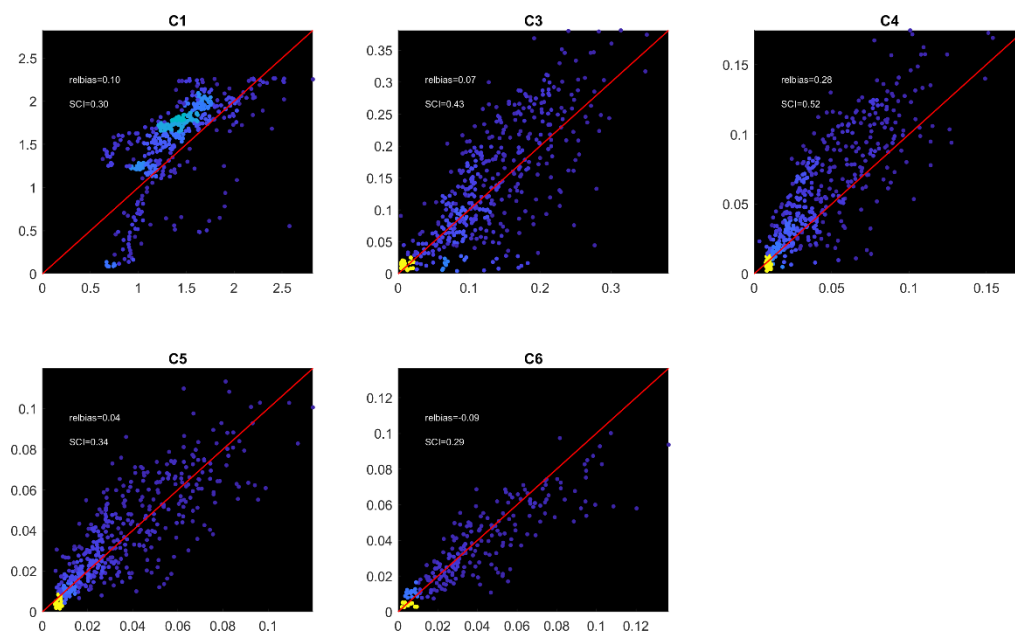 C1
relbias=0.10
SCI=0.30
2.5
2
1.5
1
0.5
0
0 0.5 1 1.5 2 2.5
C3
relbias=0.07
SCI=0.43
0.35
0.3
0.25
0.2
0.15
0.1
0.05
0
0 0.1 0.2 0.3
C4
relbias=0.28
SCI=0.52
0.15
0.1
0.05
0
0 0.05 0.1 0.15
C5
relbias=0.04
SCI=0.34
0.1
0.08
0.06
0.04
0.02
0
0 0.02 0.04 0.06 0.08 0.1
C6
relbias=-0.09
SCI=0.29
0.12
0.1
0.08
0.06
0.04
0.02
0
0 0.02 0.04 0.06 0.08 0.1 0.12